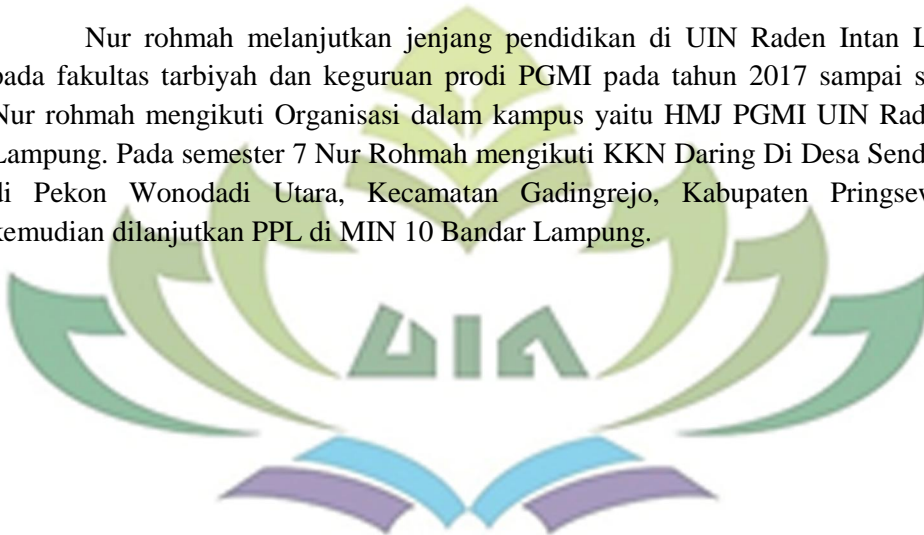 Nur rohmah melanjutkan jenjang pendidikan di UIN Raden Intan
pada fakultas tarbiyah dan keguruan prodi PGMI pada tahun 2017 sampai
Nur rohmah mengikuti Organisasi dalam kampus yaitu HMJ PGMI UIN
Lampung. Pada semester 7 Nur Rohmah mengikuti KKN Daring Di Desa
di Pekon Wonodadi Utara, Kecamatan Gadingrejo, Kabupaten
kemudian dilanjutkan PPL di MIN 10 Bandar Lampung.
UIN